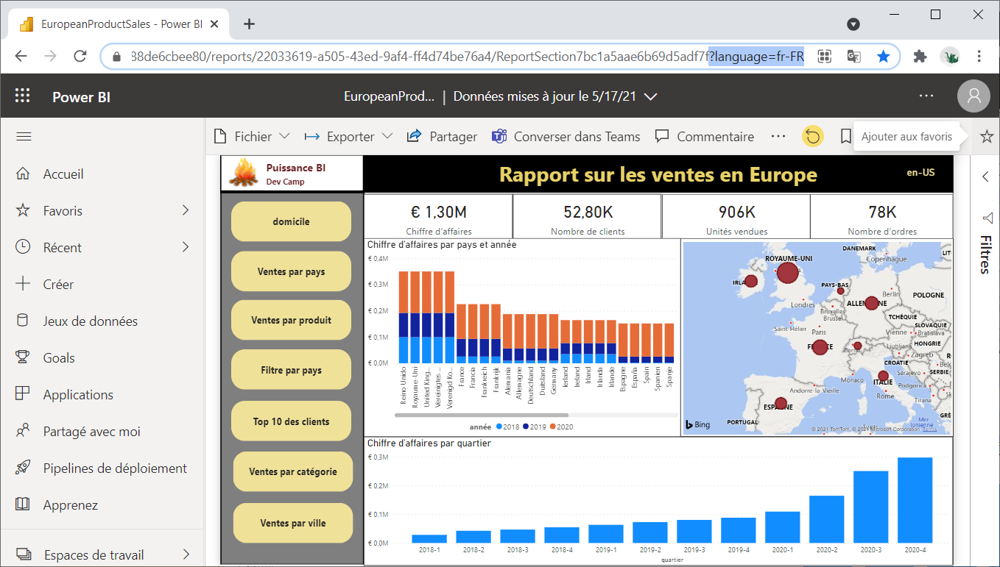 EuropeanProductSales - Power BI
38de6cbee80/reports/22033619-a505-43ed-9af4-ff4d74be76a4/ReportSection7bc1a5aae6b69d5adf7f?language=fr-FR
Power BI
EuropeanProd... | Données mises à jour le 5/17/21
Fichier
Exporter
Partager
Converser dans Teams
Commentaire
Ajouter aux favoris
Accueil
Favoris
Récent
Créer
Jeux de données
Goals
Applications
Partagé avec moi
Pipelines de déploiement
Apprenez
Espaces de travail
Puissance BI
Dev Camp
Rapport sur les ventes en Europe
en-US
domicile
Ventes par pays
Ventes par produit
Filtre par pays
Top 10 des clients
Ventes par catégorie
Ventes par ville
€ 1,30M
Chiffre d'affaires
52,80K
Nombre de clients
906K
Unités vendues
78K
Nombre d'ordres
Chiffre d'affaires par pays et année
€ 0,4M
€ 0,3M
€ 0,2M
€ 0,1M
€ 0,0M
Reino Unido
Royaume-Uni
United King...
Vereinigtes ...
Verenigd Ko...
France
Francia
Frankreich
Frankrijk
Alemania
Allemagne
Deutschland
Duitsland
Germany
Ierland
Ireland
Irland
Irlanda
Irlande
Espagne
España
Spain
Spanien
Spanje
année 2018 2019 2020
DANEMARK
Copenhague
ROYAUME-UNI
PAYS-BAS
Berlin
POLOGNE
Londres
Bruxelles
Brussel
TCHÉQUIE
Saint-Hélier
Paris
SLOVAQUIE
Vienne
Bratislava
Berne
Ljubljana
HONGRIE
Zagreb
CROATIE
Sarajevo
SERBIE
Monaco
ITALIE
Podgorica
Andorre-la-Vieille
Rome
Tirana
PORTUGAL
Mer
Ionienne
Bing
© 2021 TomTom, © 2021 Microsoft Corporation Terms
Filtres
Chiffre d'affaires par quartier
€ 0,3M
€ 0,2M
€ 0,1M
€ 0,0M
2018-1
2018-2
2018-3
2018-4
2019-1
2019-2
2019-3
2019-4
2020-1
2020-2
2020-3
2020-4
quartier